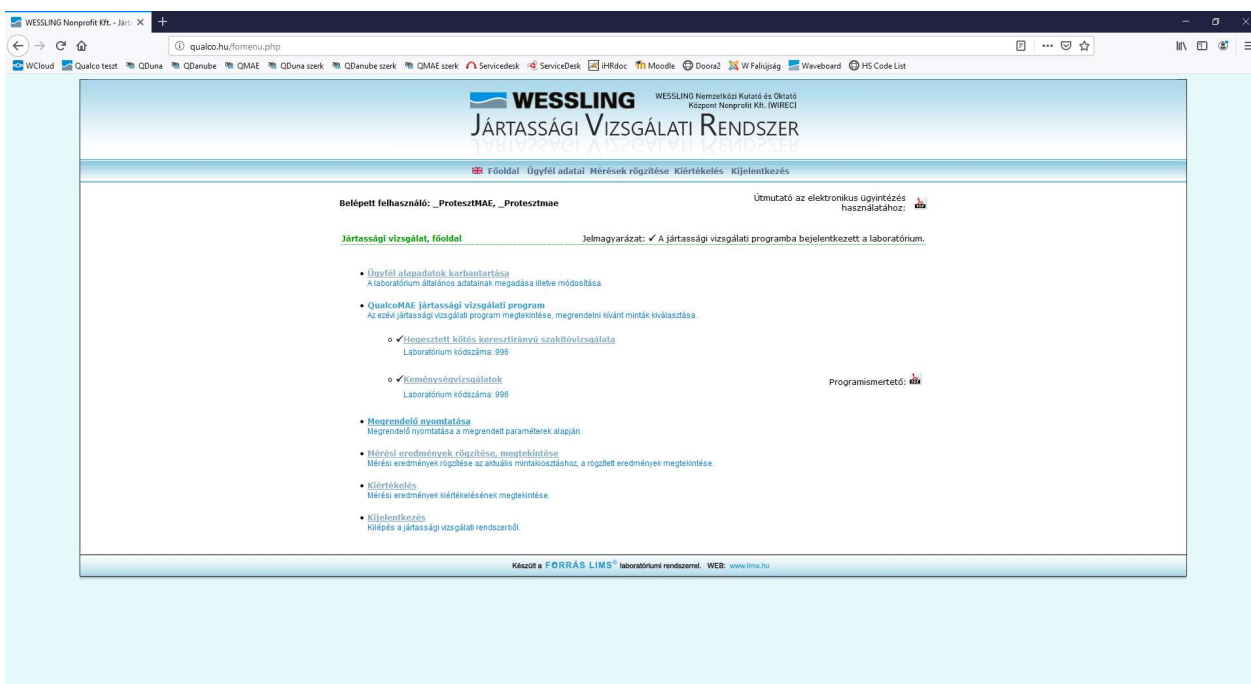 WESSLING Nonprofit Kft. - Járt
qualco.hu/fomenu.php
WCloud Qualco teszt QDuna QDanube QMAE QDuna szerk QDanube szerk QMAE szerk Servicedesk ServiceDesk iHRdoc Moodle Doora2 W Faliújság Waveboard HS Code List
WESSLING
WESSLING Nemzetközi Kutató és Oktató
Központ Nonprofit Kft. (WIREC)
JÁRTASSÁGI VIZSGÁLATI RENDSZER
Főoldal Ügyfél adatai Mérések rögzítése Kiértékelés Kijelentkezés
Belépett felhasználó: _ProtesztMAE, _Protesztmae
Útmutató az elektronikus ügyintézés
használatához:
Jártassági vizsgálat, főoldal
Jelmagyarázat: ✓ A jártassági vizsgálati programba bejelentkezett a laboratórium.
Ügyfél alapadatok karbantartása
A laboratórium általános adatainak megadása illetve módosítása.
QualcoMAE jártassági vizsgálati program
Az ezévi jártassági vizsgálati program megtekintése, megrendelni kívánt minták kiválasztása.
✓Hegesztett kötés keresztirányú szakítóvizsgálata
Laboratórium kódszáma: 996
✓Keménységvizsgálatok
Programismertető:
Laboratórium kódszáma: 996
Megrendelő nyomtatása
Megrendelő nyomtatása a megrendelt paraméterek alapján.
Mérési eredmények rögzítése, megtekintése
Mérési eredmények rögzítése az aktuális mintakiosztáshoz, a rögzített eredmények megtekintése.
Kiértékelés
Mérési eredmények kiértékelésének megtekintése.
Kijelentkezés
Kilépés a jártassági vizsgálati rendszerből.
Készült a FORRÁS LIMS® laboratóriumi rendszerrel. WEB: www.lims.hu